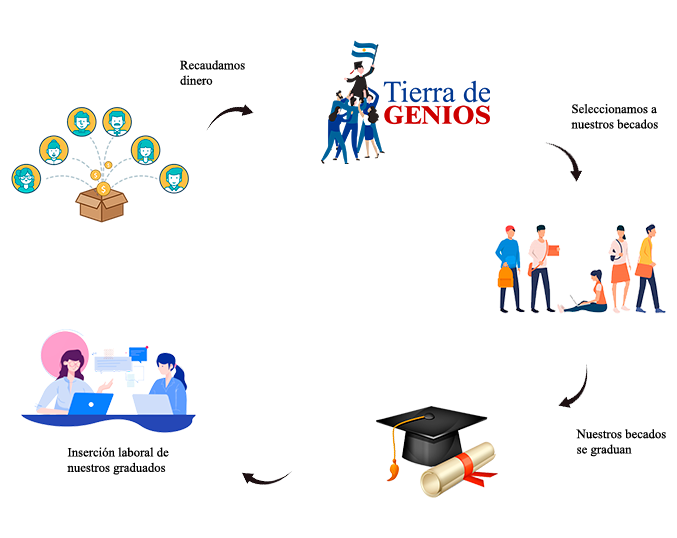 Recaudamos
dinero
Tierra de
GENIOS
Seleccionamos a
nuestros becados
Nuestros becados
se graduan
Inserción laboral de
nuestros graduados